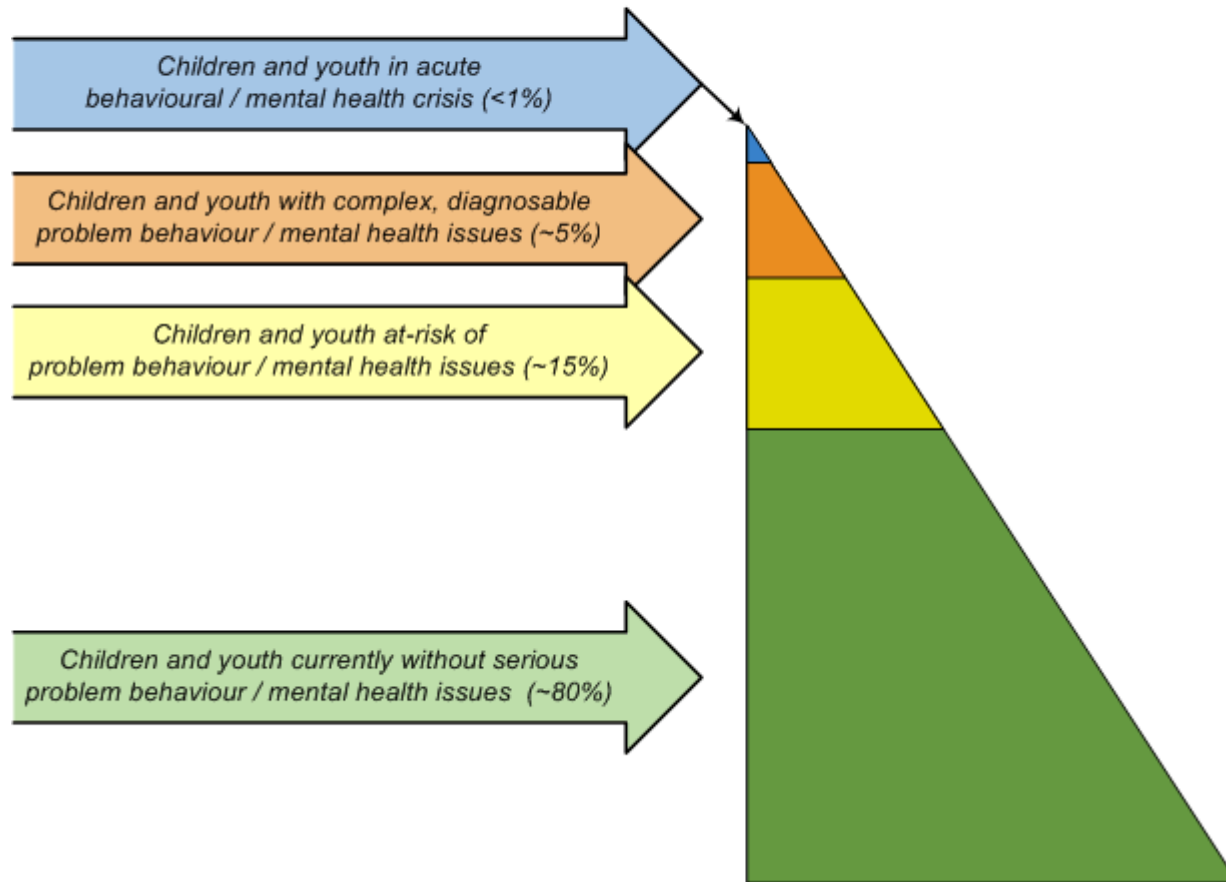 Children and youth in acute
behavioural / mental health crisis (<1%)
Children and youth with complex, diagnosable
problem behaviour / mental health issues (~5%)
Children and youth at-risk of
problem behaviour / mental health issues (~15%)
Children and youth currently without serious
problem behaviour / mental health issues  (~80%)